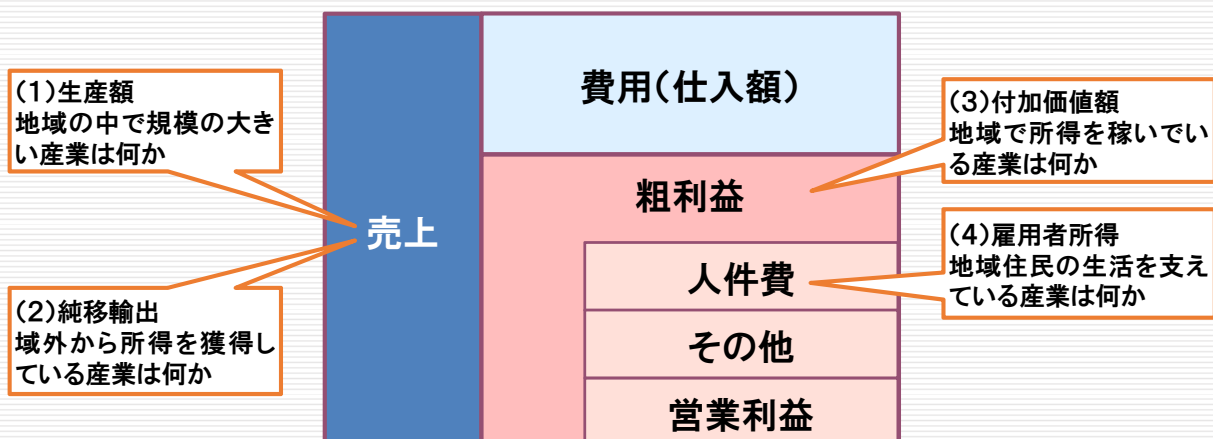 (1)生産額
地域の中で規模の大き
い産業は何か
(2)純移輸出
域外から所得を獲得し
ている産業は何か
売上
費用(仕入額)
粗利益
人件費
その他
営業利益
(3)付加価値額
地域で所得を稼いでい
る産業は何か
(4)雇用者所得
地域住民の生活を支え
ている産業は何か